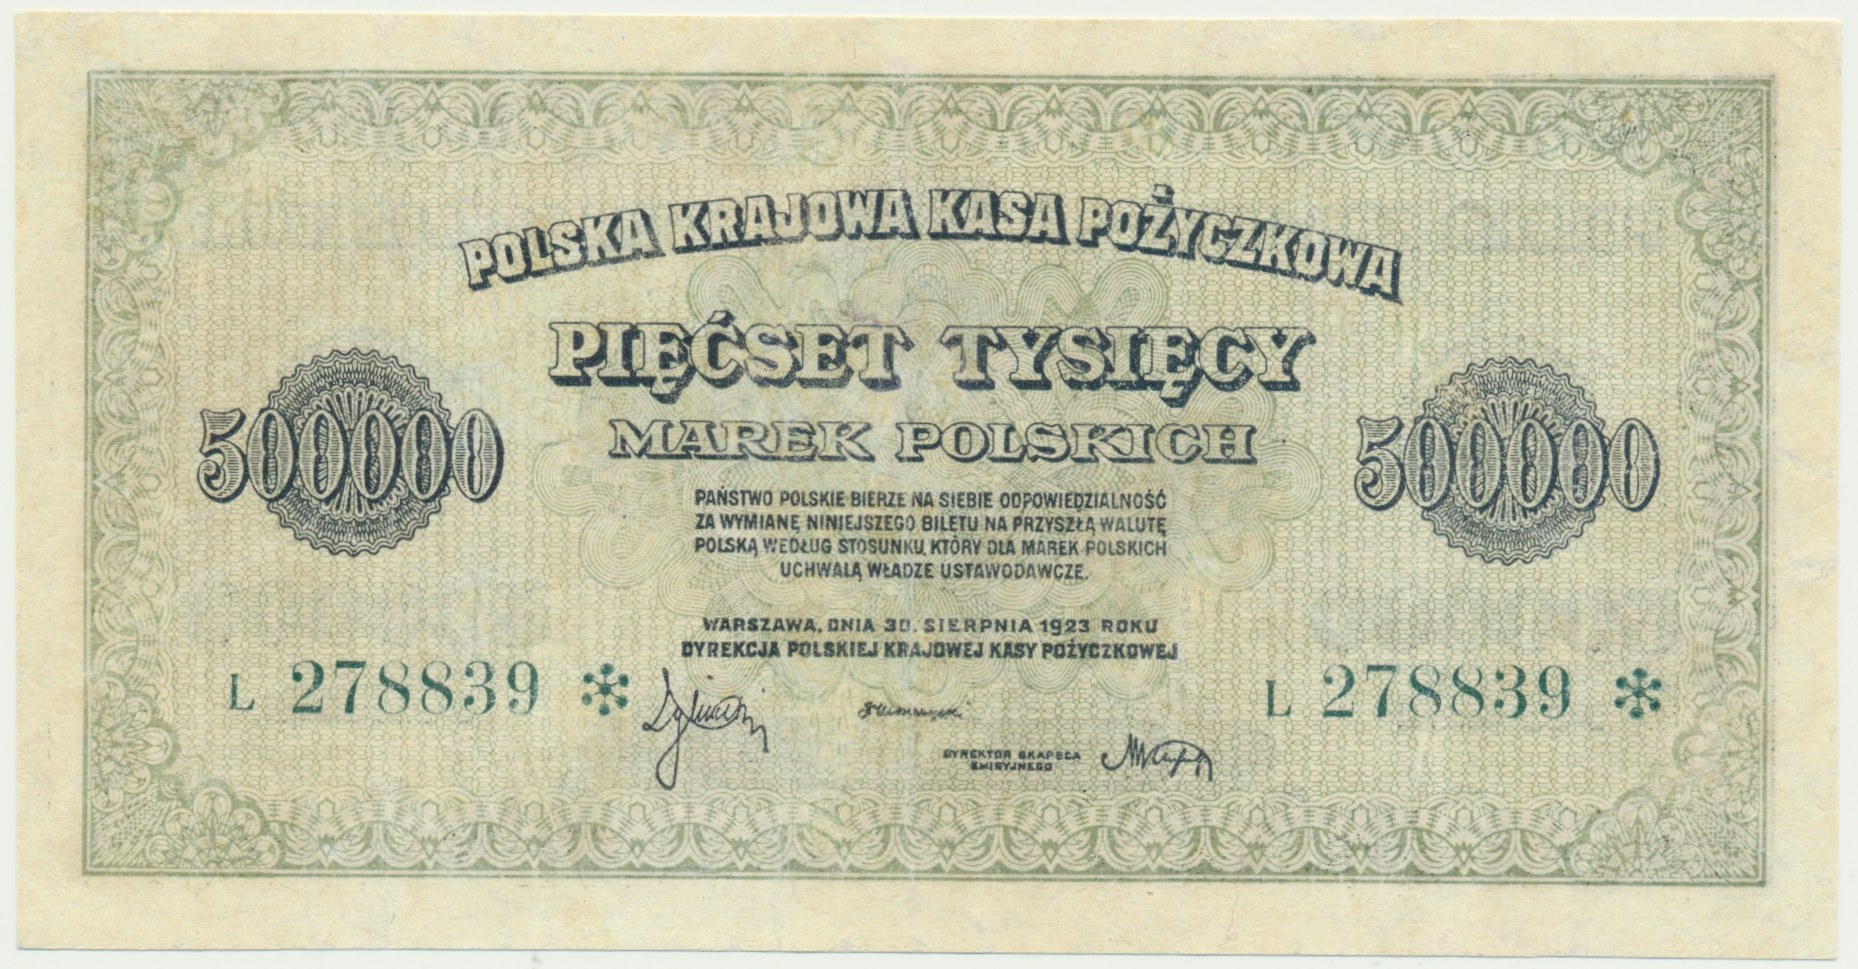 POLSKA KRAJOWA KASA POŻYCZKOWA
PIĘĆSET TYSIĘCY
MAREK POLSKICH
500000
500000
PAŃSTWO POLSKIE BIERZE NA SIEBIE ODPOWIEDZIALNOŚĆ
ZA WYMIANĘ NINIEJSZEGO BILETU NA PRZYSZŁĄ WALUTĘ
POLSKĄ WEDŁUG STOSUNKU, KTÓRY DLA MAREK POLSKICH
UCHWALĄ WŁADZE USTAWODAWCZE.
WARSZAWA, DNIA 30. SIERPNIA 1923 ROKU
DYREKCJA POLSKIEJ KRAJOWEJ KASY POŻYCZKOWEJ
L 278839 *
L 278839 *
DYREKTOR SKARBCA
EMISYJNEGO